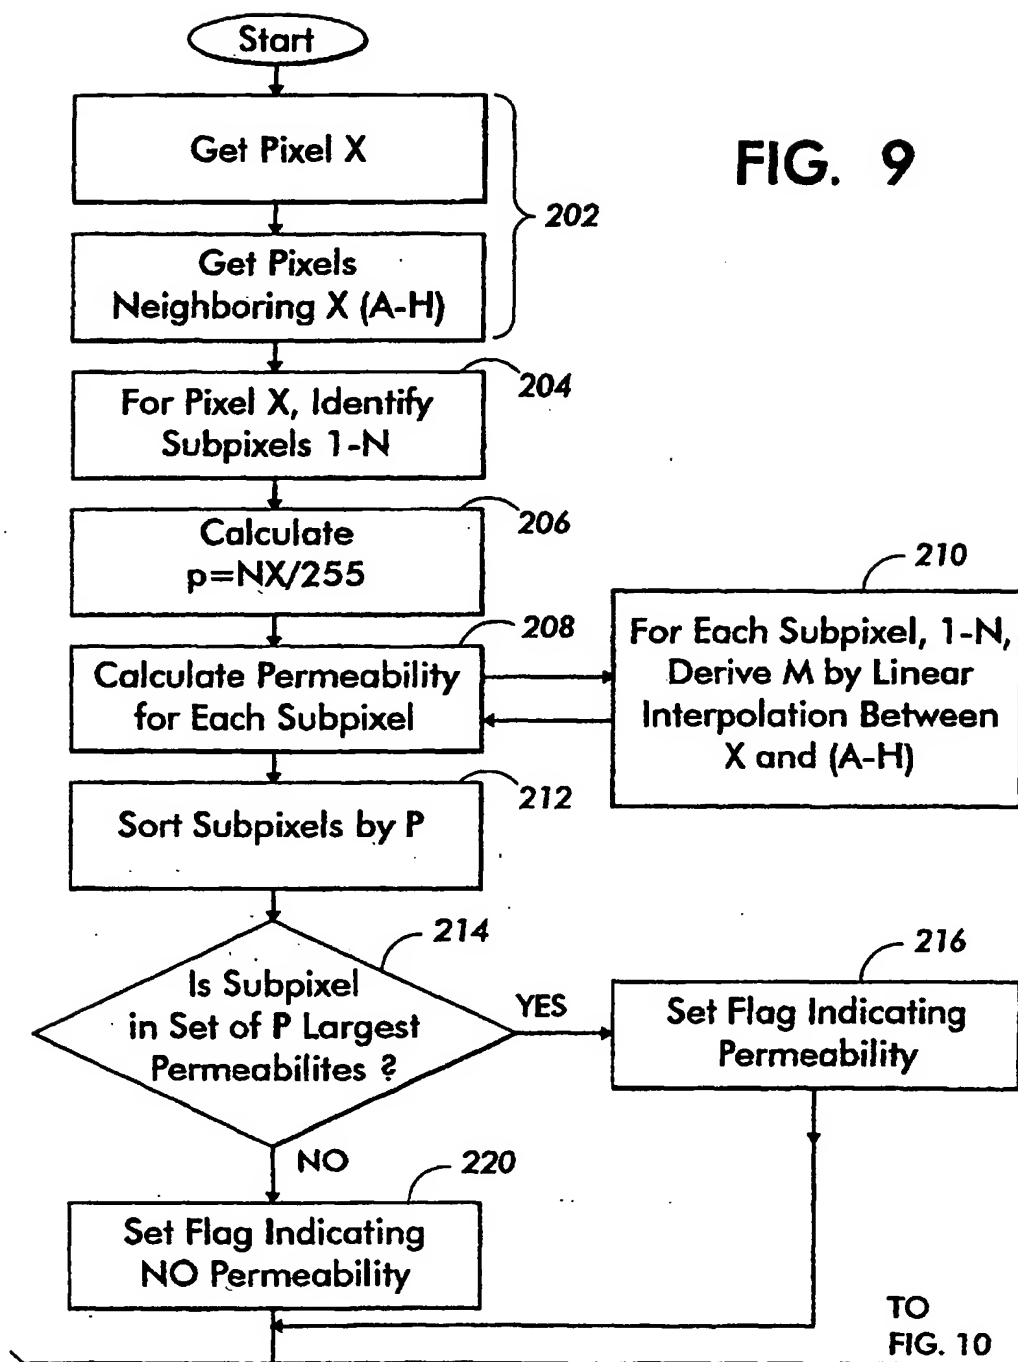 Start
Get Pixel X
FIG. 9
202
Get Pixels
Neighboring X (A-H)
204
For Pixel X, Identify
Subpixels 1-N
206
Calculate
p=NX/255
210
208
For Each Subpixel, 1-N,
Derive M by Linear
Interpolation Between
X and (A-H)
Calculate Permeability
for Each Subpixel
212
Sort Subpixels by P
214
Is Subpixel
in Set of P Largest
Permeabilites ?
YES
216
Set Flag Indicating
Permeability
NO
220
Set Flag Indicating
NO Permeability
TO
FIG. 10